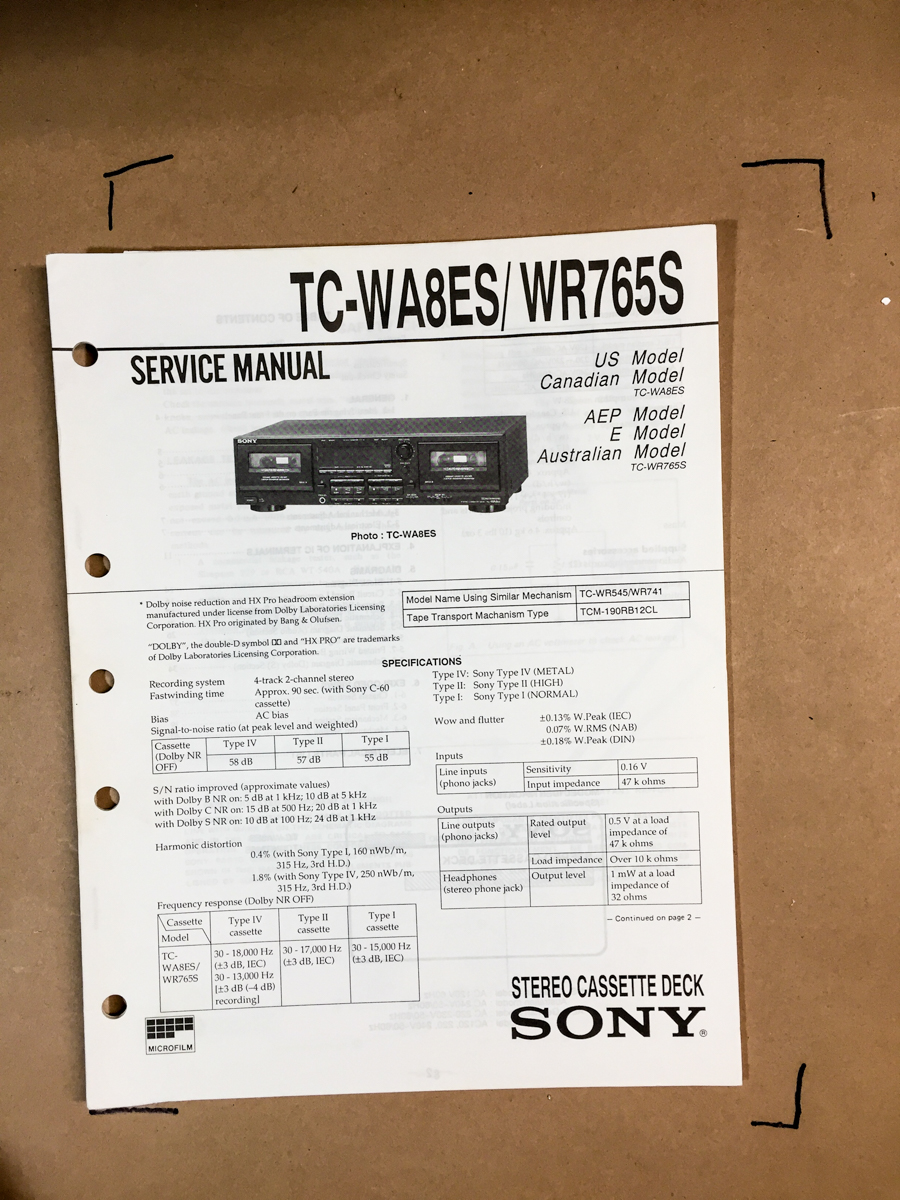 TC-WA8ES/WR765S
SERVICE MANUAL
US Model
Canadian Model
TC-WA8ES
AEP Model
E Model
Australian Model
TC-WR765S
SONY
Photo : TC-WA8ES
* Dolby noise reduction and HX Pro headroom extension
manufactured under license from Dolby Laboratories Licensing
Corporation. HX Pro originated by Bang & Olufsen.
"DOLBY", the double-D symbol and "HX PRO" are trademarks
of Dolby Laboratories Licensing Corporation.
Model Name Using Similar Mechanism TC-WR545/WR741
Tape Transport Machanism Type TCM-190RB12CL
SPECIFICATIONS
Recording system 4-track 2-channel stereo
Fastwinding time Approx. 90 sec. (with Sony C-60
cassette)
Bias AC bias
Signal-to-noise ratio (at peak level and weighted)
Cassette
(Dolby NR
OFF)
Type IV Type II Type I
58 dB 57 dB 55 dB
S/N ratio improved (approximate values)
with Dolby B NR on: 5 dB at 1 kHz; 10 dB at 5 kHz
with Dolby C NR on: 15 dB at 500 Hz; 20 dB at 1 kHz
with Dolby S NR on: 10 dB at 100 Hz; 24 dB at 1 kHz
Harmonic distortion
0.4% (with Sony Type I, 160 nWb/m,
315 Hz, 3rd H.D.)
1.8% (with Sony Type IV, 250 nWb/m,
315 Hz, 3rd H.D.)
Frequency response (Dolby NR OFF)
Cassette
Model
Type IV
cassette
Type II
cassette
Type I
cassette
TC-
WA8ES/
WR765S
30 - 18,000 Hz
(±3 dB, IEC)
30 - 13,000 Hz
[±3 dB (–4 dB)
recording]
30 - 17,000 Hz
(±3 dB, IEC)
30 - 15,000 Hz
(±3 dB, IEC)
MICROFILM
Type IV: Sony Type IV (METAL)
Type II: Sony Type II (HIGH)
Type I: Sony Type I (NORMAL)
Wow and flutter ±0.13% W.Peak (IEC)
0.07% W.RMS (NAB)
±0.18% W.Peak (DIN)
Inputs
Line inputs
(phono jacks)
Sensitivity 0.16 V
Input impedance 47 k ohms
Outputs
Line outputs
(phono jacks)
Rated output
level
0.5 V at a load
impedance of
47 k ohms
Load impedance Over 10 k ohms
Headphones
(stereo phone jack)
Output level
1 mW at a load
impedance of
32 ohms
– Continued on page 2 –
STEREO CASSETTE DECK
SONY®